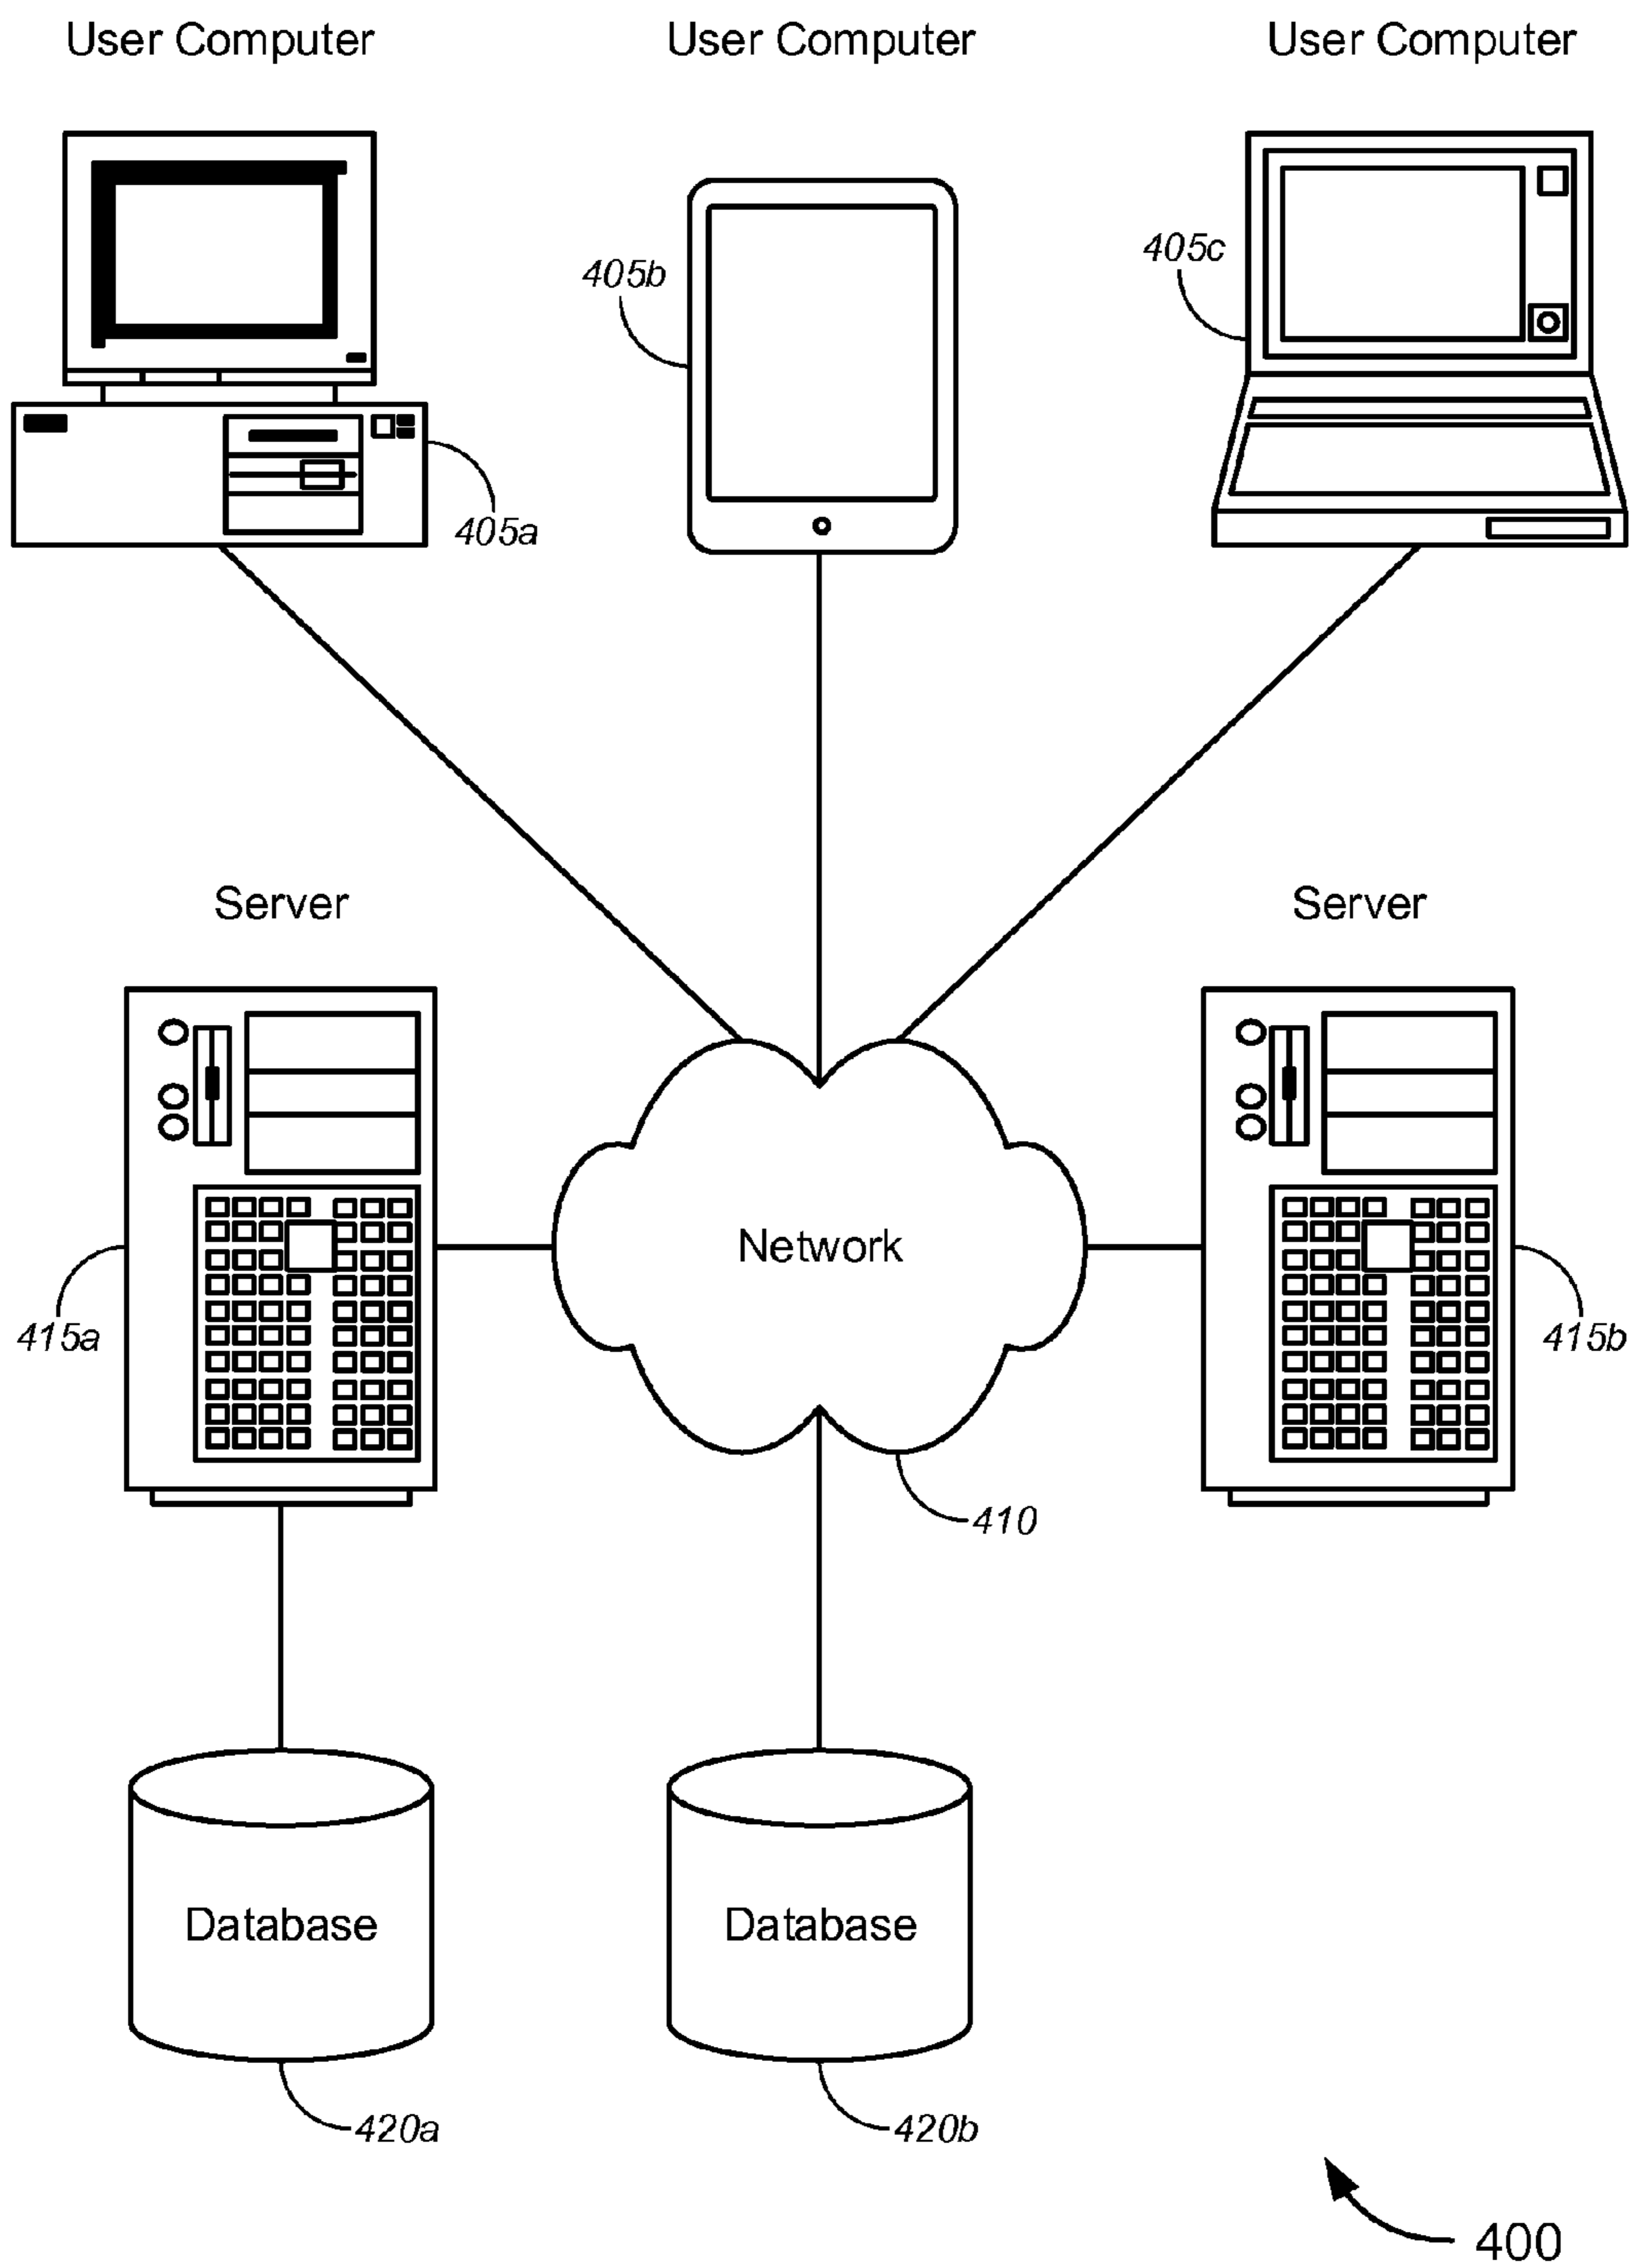 User Computer
User Computer
User Computer
405b
405c
405a
Server
Server
Network
415a
415b
410
Database
Database
420a
420b
400